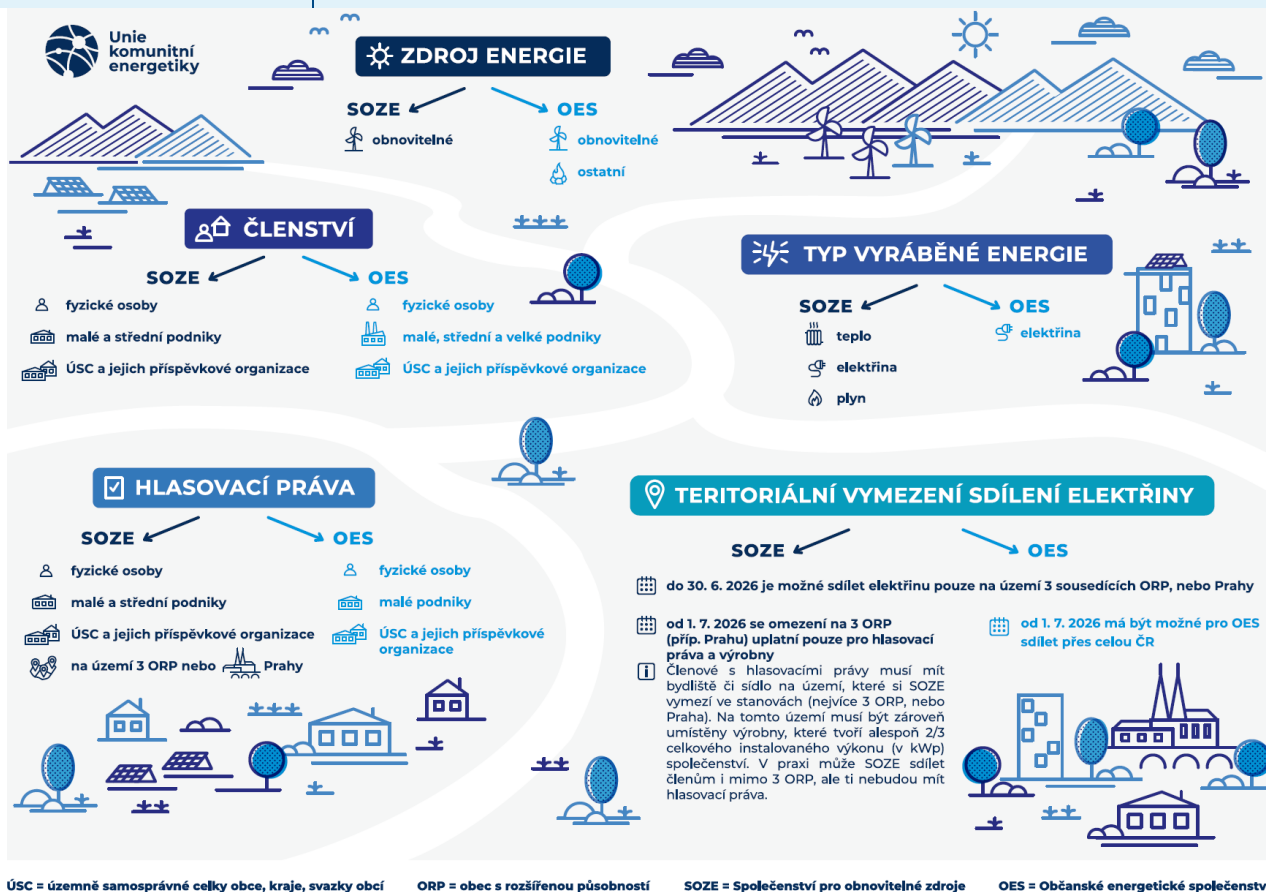 Unie
komunitní
energetiky
ZDROJ ENERGIE
SOZE
obnovitelné
OES
obnovitelné
ostatní
ČLENSTVÍ
SOZE
fyzické osoby
malé a střední podniky
ÚSC a jejich příspěvkové organizace
OES
fyzické osoby
malé, střední a velké podniky
ÚSC a jejich příspěvkové organizace
TYP VYRÁBĚNÉ ENERGIE
SOZE
teplo
elektřina
plyn
OES
elektřina
HLASOVACÍ PRÁVA
SOZE
fyzické osoby
malé a střední podniky
ÚSC a jejich příspěvkové organizace
na území 3 ORP nebo Prahy
OES
fyzické osoby
malé podniky
ÚSC a jejich příspěvkové
organizace
TERITORIÁLNÍ VYMEZENÍ SDÍLENÍ ELEKTŘINY
SOZE
OES
do 30. 6. 2026 je možné sdílet elektřinu pouze na území 3 sousedících ORP, nebo Prahy
od 1. 7. 2026 se omezení na 3 ORP
(příp. Prahu) uplatní pouze pro hlasovací
práva a výrobny
Členové s hlasovacími právy musí mít
bydliště či sídlo na území, které si SOZE
vymezí ve stanovách (nejvíce 3 ORP, nebo
Praha). Na tomto území musí být zároveň
umístěny výrobny, které tvoří alespoň 2/3
celkového instalovaného výkonu (v kWp)
společenství. V praxi může SOZE sdílet
členům i mimo 3 ORP, ale ti nebudou mít
hlasovací práva.
od 1. 7. 2026 má být možné pro OES
sdílet přes celou ČR
ÚSC = územně samosprávné celky obce, kraje, svazky obcí
ORP = obec s rozšířenou působností
SOZE = Společenství pro obnovitelné zdroje
OES = Občanské energetické společenství